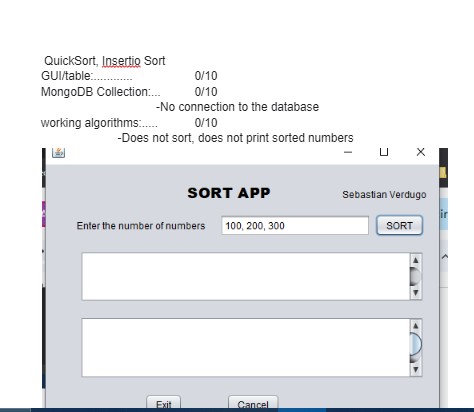 QuickSort, Insertio Sort
GUI/table:............ 0/10
MongoDB Collection:... 0/10
-No connection to the database
working algorithms:..... 0/10
-Does not sort, does not print sorted numbers
SORT APP
Sebastian Verdugo
Enter the number of numbers 100, 200, 300 SORT
Exit Cancel